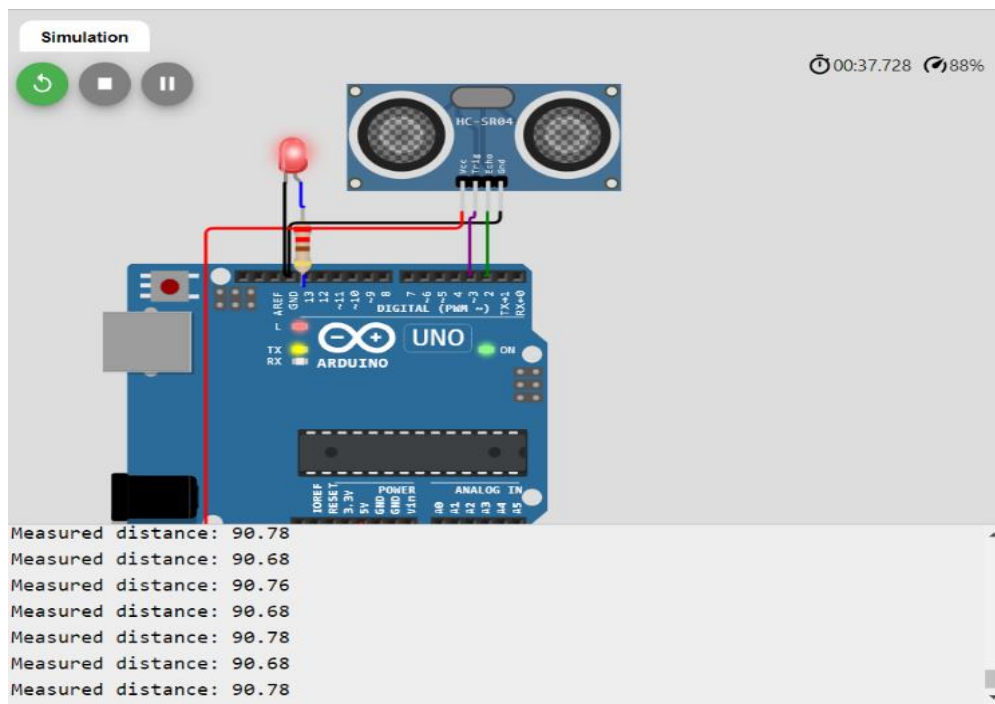 Simulation
00:37.728 88%
HC-SR04
Vcc
Trig
Echo
Gnd
AREF
GND
13
12
~11
~10
~9
8
7
~6
~5
4
~3
2
TX→1
RX←0
DIGITAL (PWM ~)
L
TX
RX
UNO
ON
ARDUINO
IOREF
RESET
3.3V
5V
GND
GND
Vin
POWER
ANALOG IN
A0
A1
A2
A3
A4
A5
Measured distance: 90.78
Measured distance: 90.68
Measured distance: 90.76
Measured distance: 90.68
Measured distance: 90.78
Measured distance: 90.68
Measured distance: 90.78